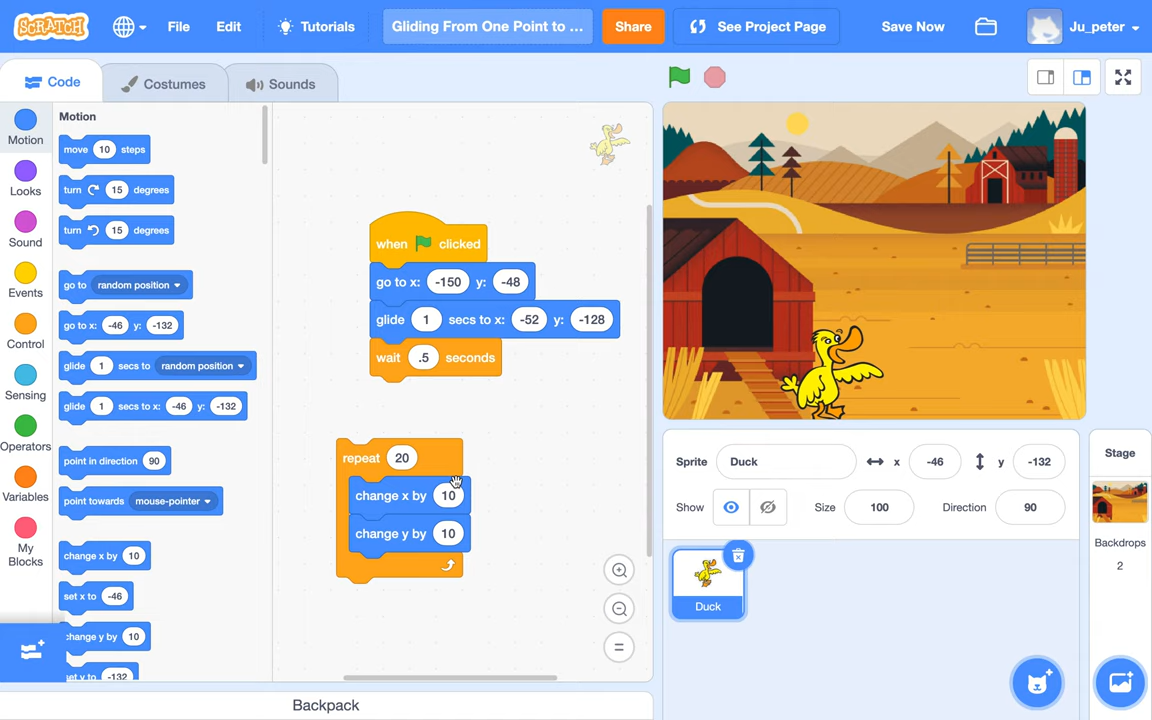 SCRATCH File Edit Tutorials Gliding From One Point to ... Share See Project Page Save Now Ju_peter
Code Costumes Sounds
Motion
Looks
Sound
Events
Control
Sensing
Operators
Variables
My
Blocks
Motion
move 10 steps
turn 15 degrees
turn 15 degrees
go to random position
go to x: -46 y: -132
glide 1 secs to random position
glide 1 secs to x: -46 y: -132
point in direction 90
point towards mouse-pointer
change x by 10
set x to -46
change y by 10
set y to -132
when clicked
go to x: -150 y: -48
glide 1 secs to x: -52 y: -128
wait .5 seconds
repeat 20
change x by 10
change y by 10
Backpack
Sprite Duck x -46 y -132
Show Size 100 Direction 90
Duck
Stage
Backdrops
2